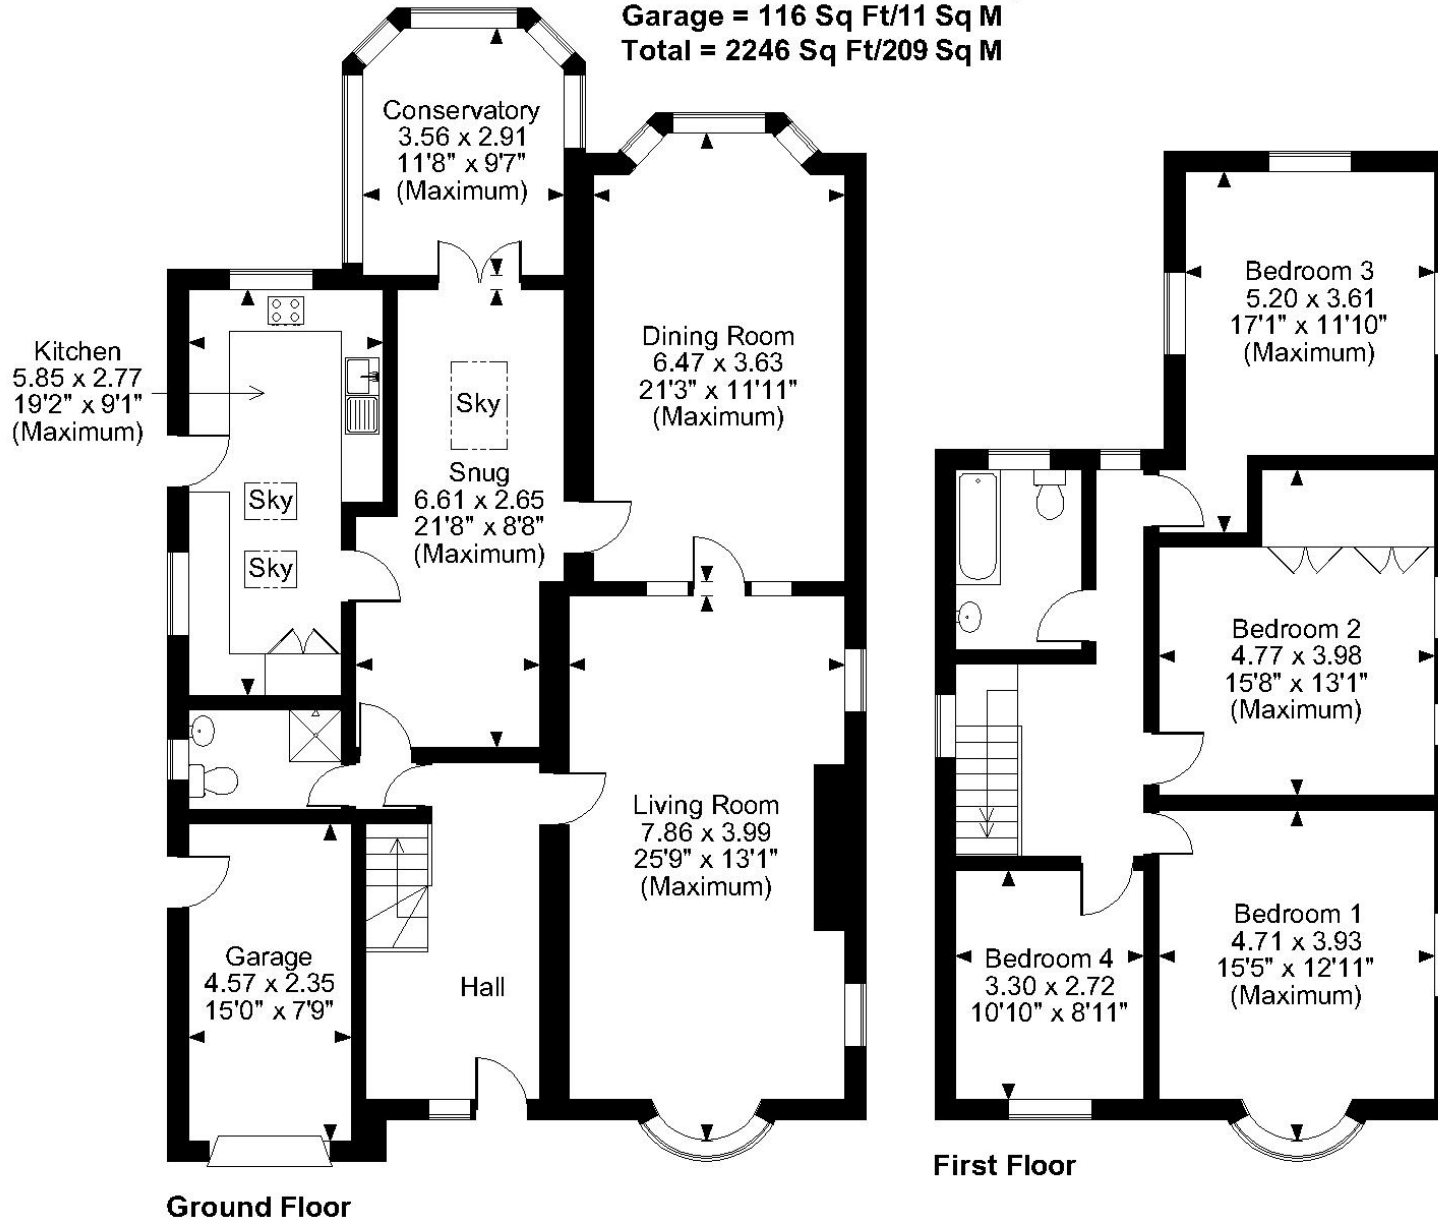 Garage = 116 Sq Ft/11 Sq M
Total = 2246 Sq Ft/209 Sq M
Conservatory
3.56 x 2.91
11'8" x 9'7"
(Maximum)
Dining Room
6.47 x 3.63
21'3" x 11'11"
(Maximum)
Kitchen
5.85 x 2.77
19'2" x 9'1"
(Maximum)
Sky
Snug
6.61 x 2.65
21'8" x 8'8"
(Maximum)
Sky
Sky
Living Room
7.86 x 3.99
25'9" x 13'1"
(Maximum)
Garage
4.57 x 2.35
15'0" x 7'9"
Hall
Ground Floor
Bedroom 3
5.20 x 3.61
17'1" x 11'10"
(Maximum)
Bedroom 2
4.77 x 3.98
15'8" x 13'1"
(Maximum)
Bedroom 1
4.71 x 3.93
15'5" x 12'11"
(Maximum)
Bedroom 4
3.30 x 2.72
10'10" x 8'11"
First Floor